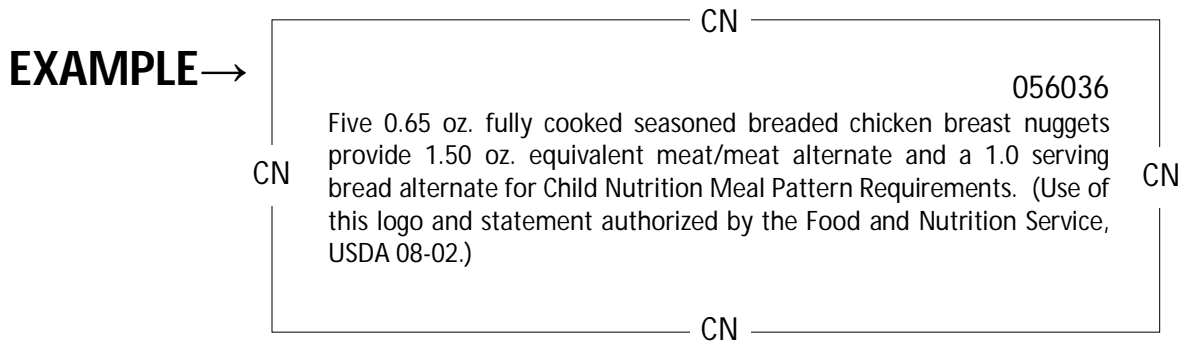 CN
EXAMPLE→
056036
Five 0.65 oz. fully cooked seasoned breaded chicken breast nuggets
provide 1.50 oz. equivalent meat/meat alternate and a 1.0 serving
CN
CN
bread alternate for Child Nutrition Meal Pattern Requirements. (Use of
this logo and statement authorized by the Food and Nutrition Service,
USDA 08-02.)
CN